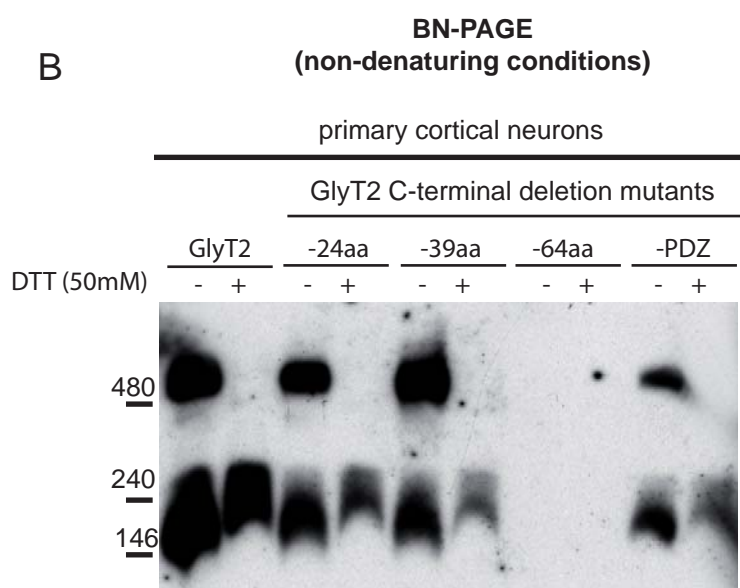 BN-PAGE
B
(non-denaturing conditions)
primary cortical neurons
GlyT2 C-terminal deletion mutants
GlyT2 -24aa -39aa -64aa -PDZ
DTT (50mM) - + - + - + - + - +
480
240
146